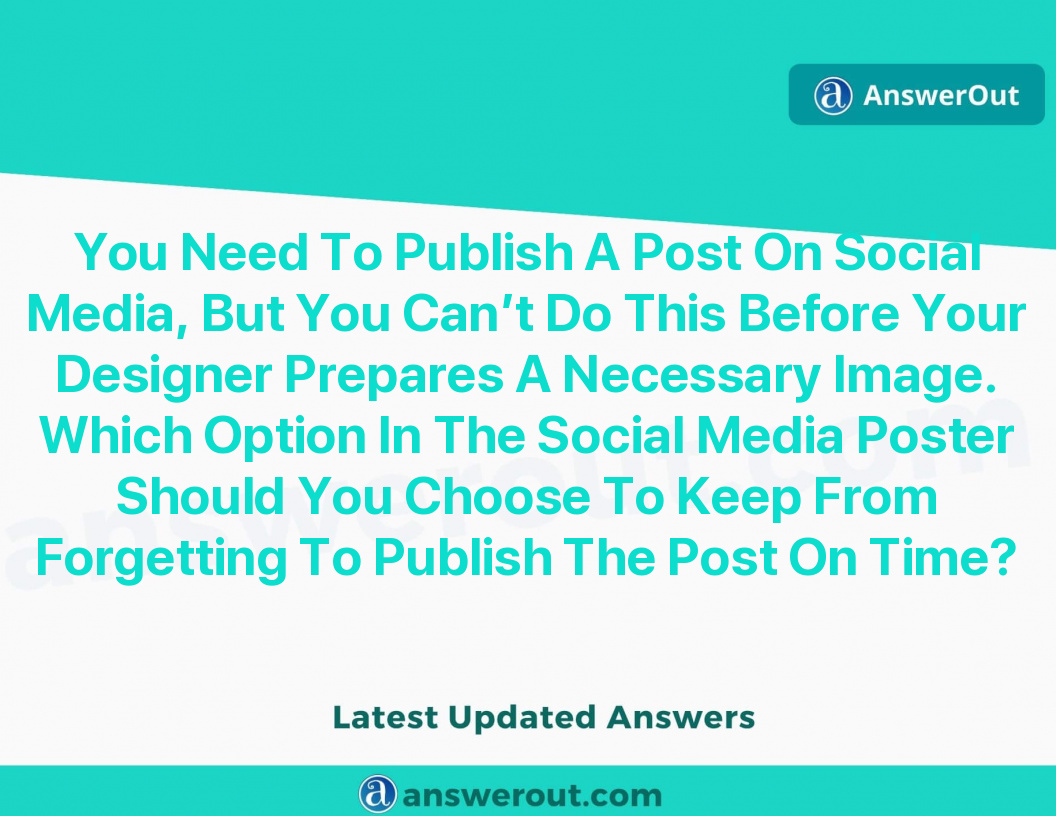 AnswerOut
You Need To Publish A Post On Social
Media, But You Can’t Do This Before Your
Designer Prepares A Necessary Image.
Which Option In The Social Media Poster
Should You Choose To Keep From
Forgetting To Publish The Post On Time?
answerout.com
Latest Updated Answers
answerout.com